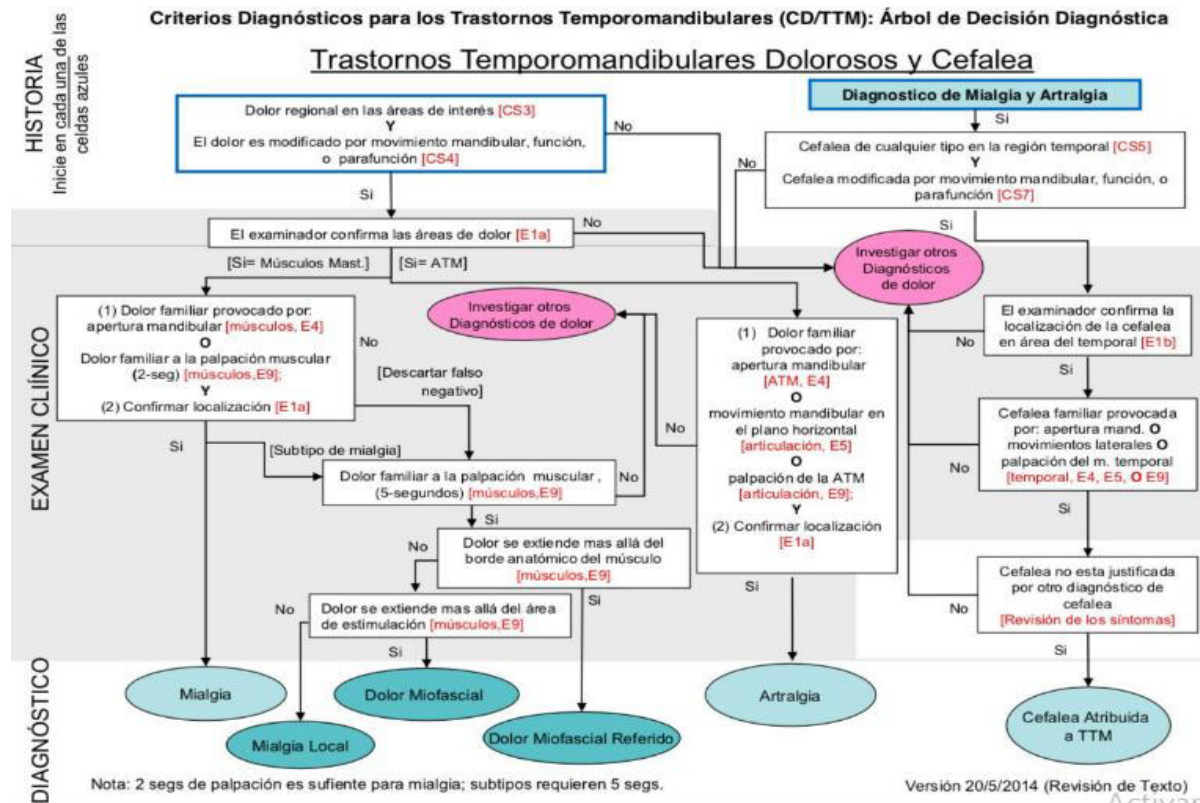 Criterios Diagnósticos para los Trastornos Temporomandibulares (CD/TTM): Árbol de Decisión Diagnóstica
Trastornos Temporomandibulares Dolorosos y Cefalea
HISTORIA
Inicie en cada una de las
celdas azules
Dolor regional en las áreas de interés [CS3]
Y
El dolor es modificado por movimiento mandibular, función,
o parafunción [CS4]
No
Si
Diagnostico de Mialgia y Artralgia
Si
Cefalea de cualquier tipo en la región temporal [CS5]
Y
Cefalea modificada por movimiento mandibular, función, o
parafunción [CS7]
No
Si
EXAMEN CLIÍNICO
El examinador confirma las áreas de dolor [E1a]
No
[Si= Músculos Mast.]
[Si= ATM]
Investigar otros
Diagnósticos
de dolor
(1) Dolor familiar provocado por:
apertura mandibular [músculos, E4]
O
Dolor familiar a la palpación muscular
(2-seg) [músculos,E9];
Y
(2) Confirmar localización [E1a]
No
[Descartar falso
negativo]
Si
[Subtipo de mialgia]
Investigar otros
Diagnósticos de dolor
Dolor familiar a la palpación muscular ,
(5-segundos) [músculos,E9]
No
Si
Dolor se extiende mas allá del
borde anatómico del músculo
[músculos,E9]
No
Si
Dolor se extiende mas allá del área
de estimulación [músculos,E9]
No
Si
(1) Dolor familiar
provocado por:
apertura mandibular
[ATM, E4]
O
movimiento mandibular en
el plano horizontal
[articulación, E5]
O
palpación de la ATM
[articulación, E9];
Y
(2) Confirmar localización
[E1a]
No
Si
El examinador confirma la
localización de la cefalea
en área del temporal [E1b]
No
Si
Cefalea familiar provocada
por: apertura mand. O
movimientos laterales O
palpación del m. temporal
[temporal, E4, E5, O E9]
No
Si
Cefalea no esta justificada
por otro diagnóstico de
cefalea
[Revisión de los síntomas]
No
Si
DIAGNÓSTICO
Mialgia
Mialgia Local
Dolor Miofascial
Dolor Miofascial Referido
Artralgia
Cefalea Atribuida
a TTM
Nota: 2 segs de palpación es sufiente para mialgia; subtipos requieren 5 segs.
Versión 20/5/2014 (Revisión de Texto)